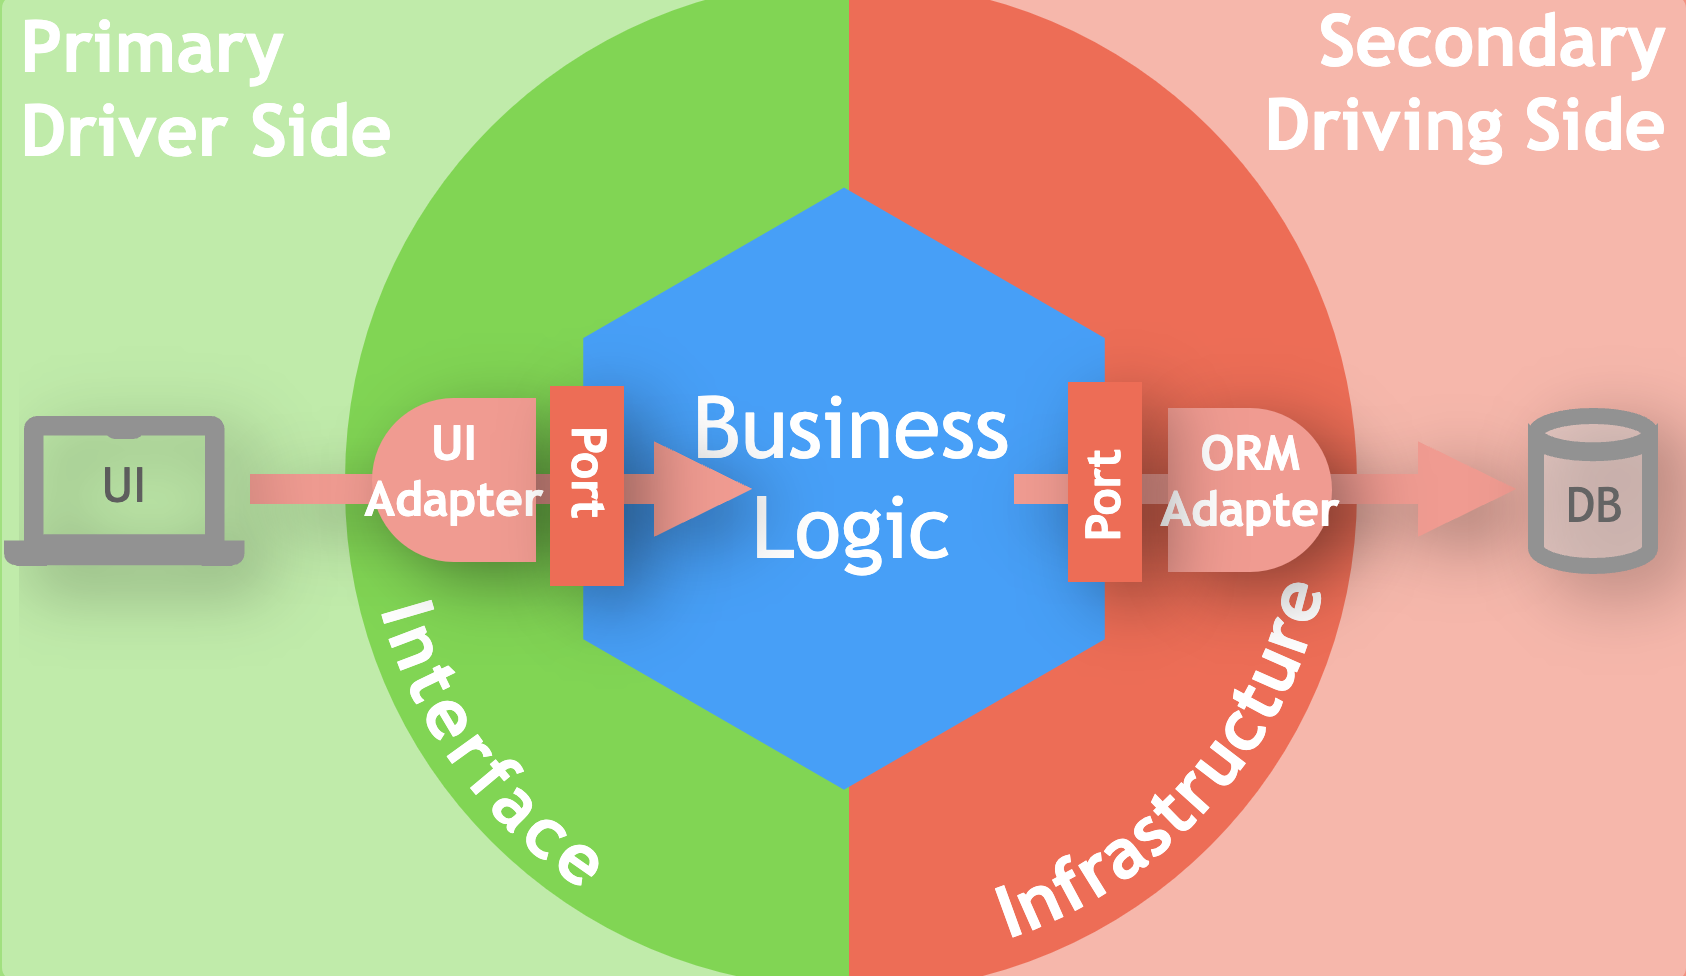 Primary
Driver Side
Secondary
Driving Side
UI
UI
Adapter
Port
Business
Logic
Port
ORM
Adapter
DB
Interface
Infrastructure